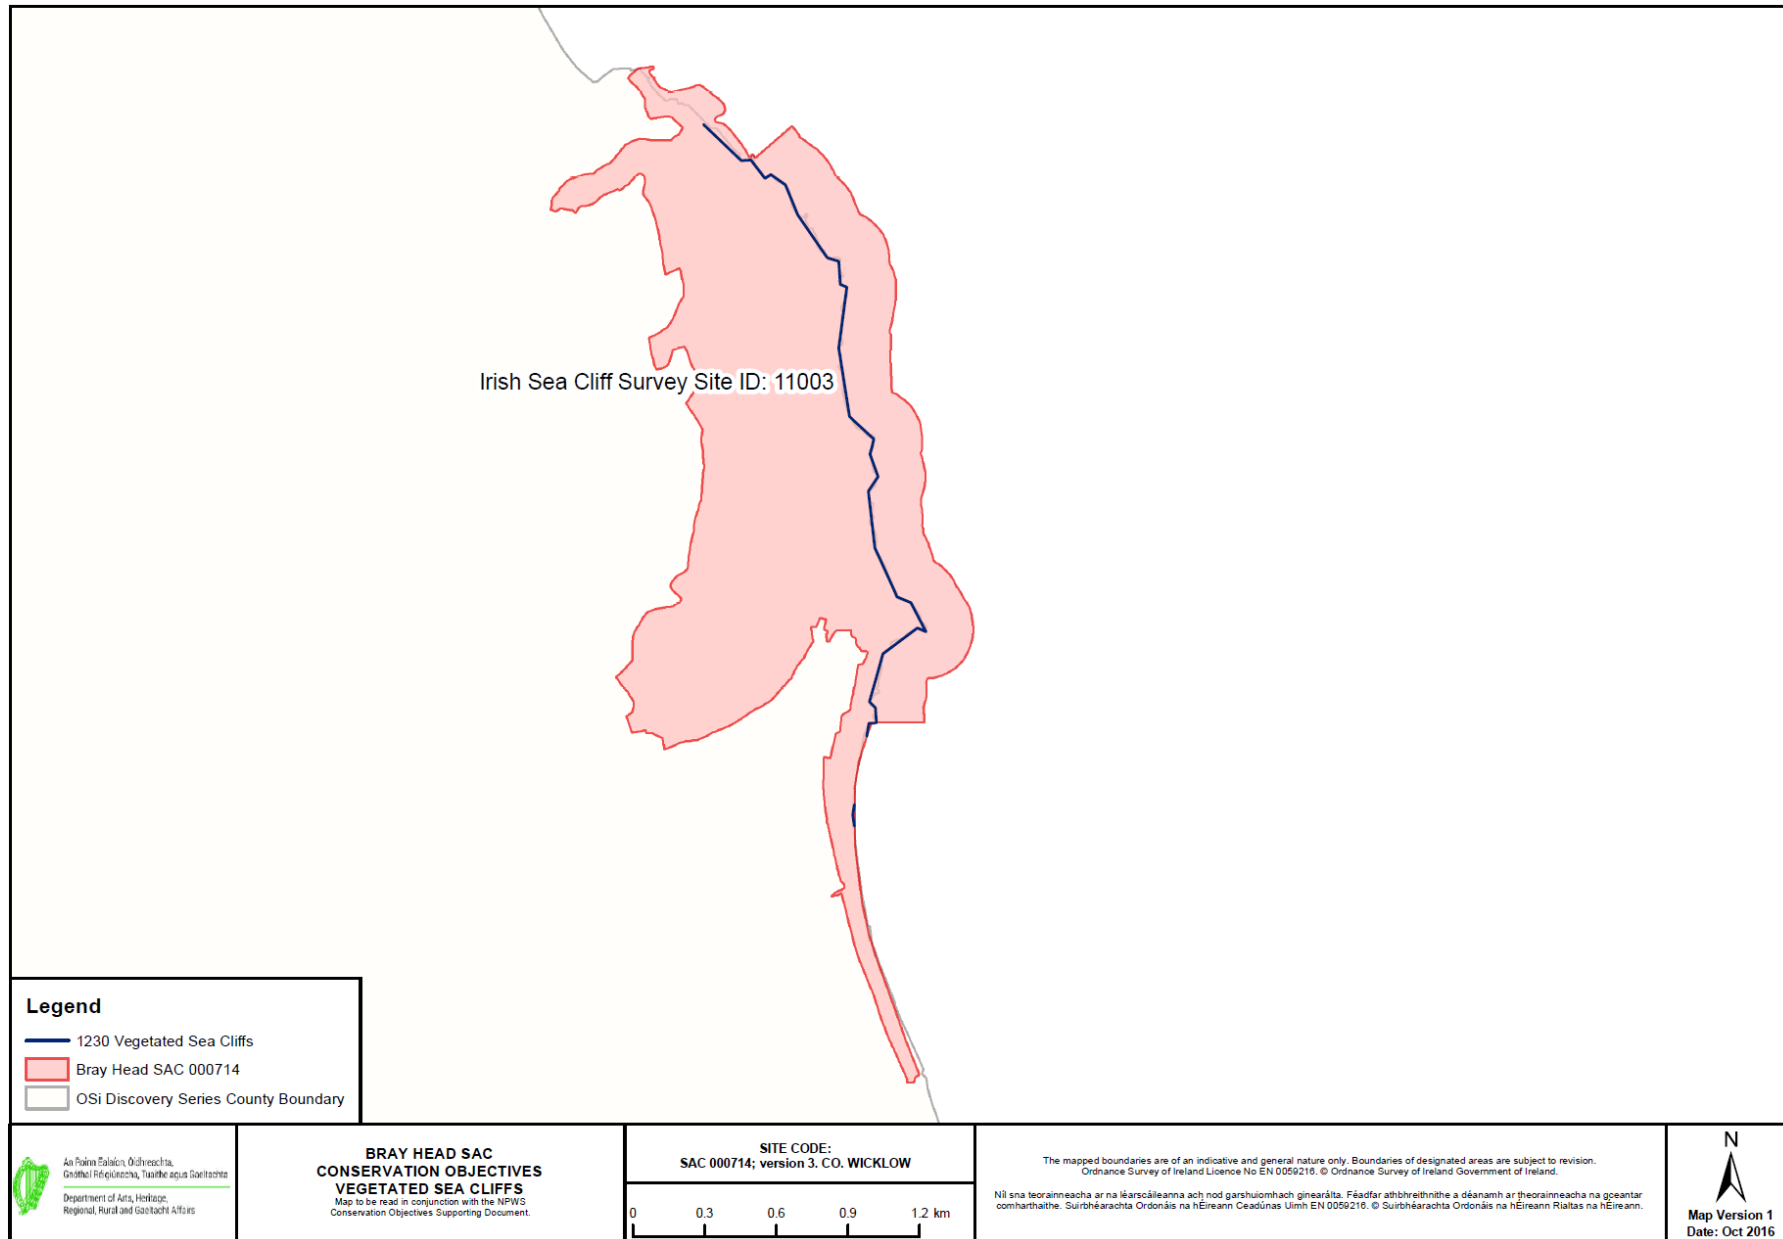 Irish Sea Cliff Survey Site ID: 11003
Legend
1230 Vegetated Sea Cliffs
Bray Head SAC 000714
OSi Discovery Series County Boundary
An Roinn Ealaíon, Oidhreachta,
Gnóthaí Réigiúnacha, Tuaithe agus Gaeltachta
Department of Arts, Heritage,
Regional, Rural and Gaeltacht Affairs
BRAY HEAD SAC
CONSERVATION OBJECTIVES
VEGETATED SEA CLIFFS
Map to be read in conjunction with the NPWS
Conservation Objectives Supporting Document.
SITE CODE:
SAC 000714; version 3. CO. WICKLOW
0 0.3 0.6 0.9 1.2 km
The mapped boundaries are of an indicative and general nature only. Boundaries of designated areas are subject to revision.
Ordnance Survey of Ireland Licence No EN 0059216. © Ordnance Survey of Ireland Government of Ireland.
Níl sna teorainneacha ar na léarscáileanna ach nod garshuiomhach ginearálta. Féadfar athbhreithnithe a déanamh ar theorainneacha na gceantar
comharthaithe. Suirbhéarachta Ordonáis na hÉireann Ceadúnas Uimh EN 0059216. © Suirbhéarachta Ordonáis na hÉireann Rialtas na hÉireann.
N
Map Version 1
Date: Oct 2016